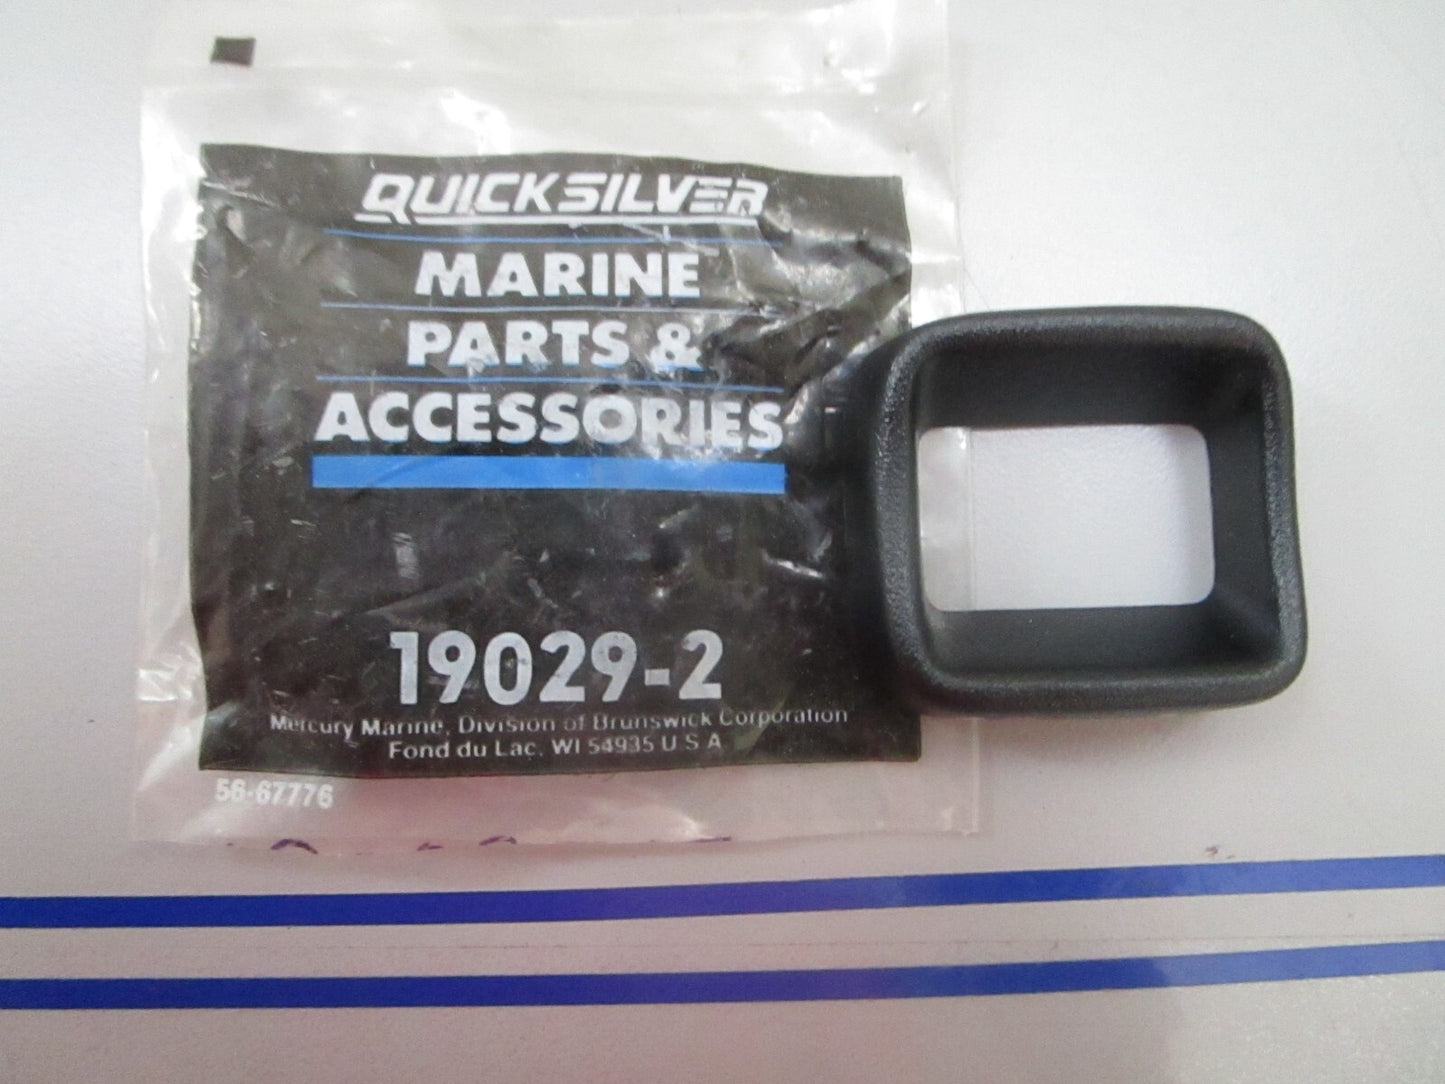 QUICKSILVER
MARINE
PARTS &
ACCESSORIES
19029-2
Mercury Marine, Division of Brunswick Corporation
Fond du Lac, WI 54935 U S A
56-67776